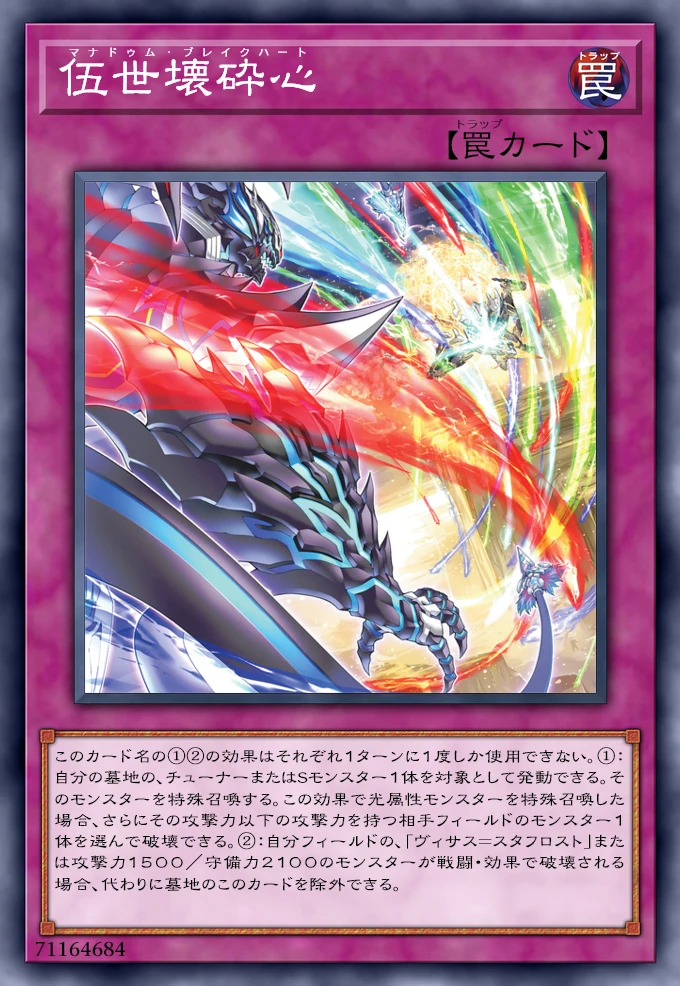 マナドゥム・ブレイクハート
伍世壊砕心
トラップ
罠
トラップ
【罠カード】
このカード名の①②の効果はそれぞれ1ターンに1度しか使用できない。①：
自分の墓地の、チューナーまたはSモンスター1体を対象として発動できる。そ
のモンスターを特殊召喚する。この効果で光属性モンスターを特殊召喚した
場合、さらにその攻撃力以下の攻撃力を持つ相手フィールドのモンスター1
体を選んで破壊できる。②：自分フィールドの、「ヴィサス＝スタフロスト」また
は攻撃力1500／守備力2100のモンスターが戦闘・効果で破壊される
場合、代わりに墓地のこのカードを除外できる。
71164684